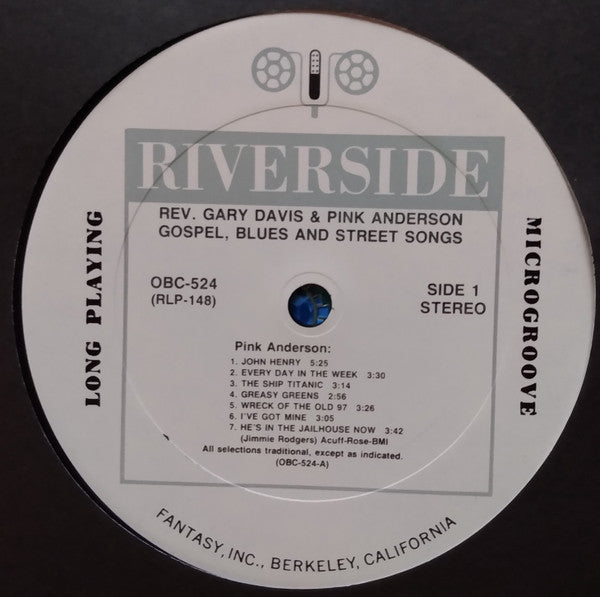 RIVERSIDE
REV. GARY DAVIS & PINK ANDERSON
GOSPEL, BLUES AND STREET SONGS
LONG PLAYING
MICROGROOVE
OBC-524
(RLP-148)
SIDE 1
STEREO
Pink Anderson:
1. JOHN HENRY 5:25
2. EVERY DAY IN THE WEEK 3:30
3. THE SHIP TITANIC 3:14
4. GREASY GREENS 2:56
5. WRECK OF THE OLD 97 3:26
6. I'VE GOT MINE 3:05
7. HE'S IN THE JAILHOUSE NOW 3:42
(Jimmie Rodgers) Acuff-Rose-BMI
All selections traditional, except as indicated.
(OBC-524-A)
FANTASY, INC., BERKELEY, CALIFORNIA